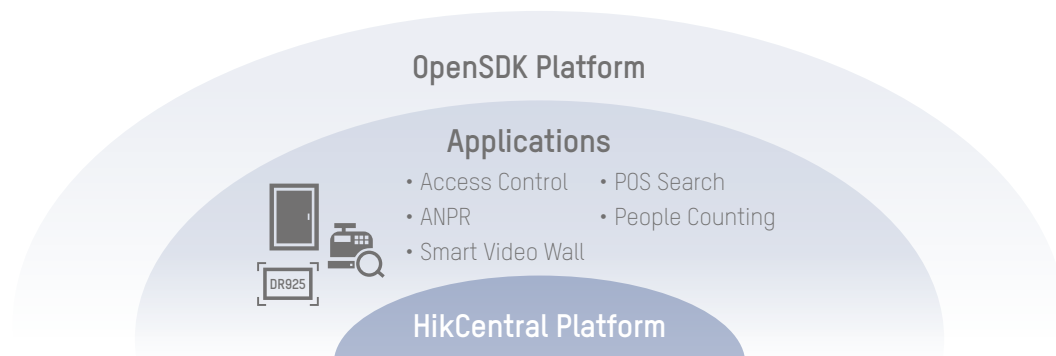 OpenSDK Platform
Applications
• Access Control
• ANPR
• Smart Video Wall
• POS Search
• People Counting
DR925
HikCentral Platform